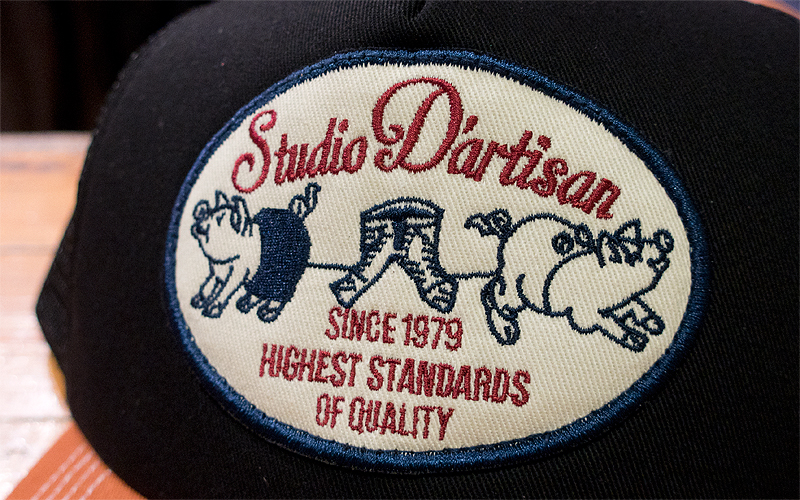 Studio D'artisan
SINCE 1979
HIGHEST STANDARDS
OF QUALITY